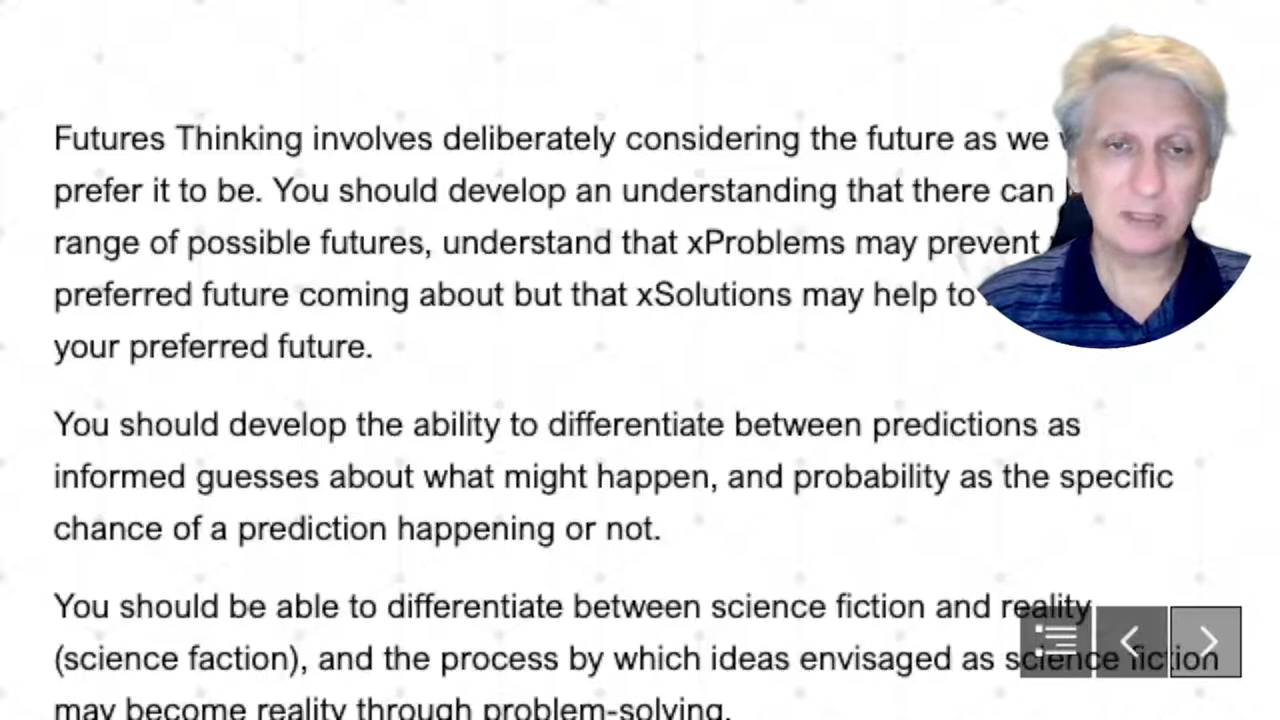 Futures Thinking involves deliberately considering the future as we
prefer it to be. You should develop an understanding that there can
range of possible futures, understand that xProblems may prevent
preferred future coming about but that xSolutions may help to
your preferred future.
You should develop the ability to differentiate between predictions as
informed guesses about what might happen, and probability as the specific
chance of a prediction happening or not.
You should be able to differentiate between science fiction and reality
(science faction), and the process by which ideas envisaged as science fiction
may become reality through problem-solving.